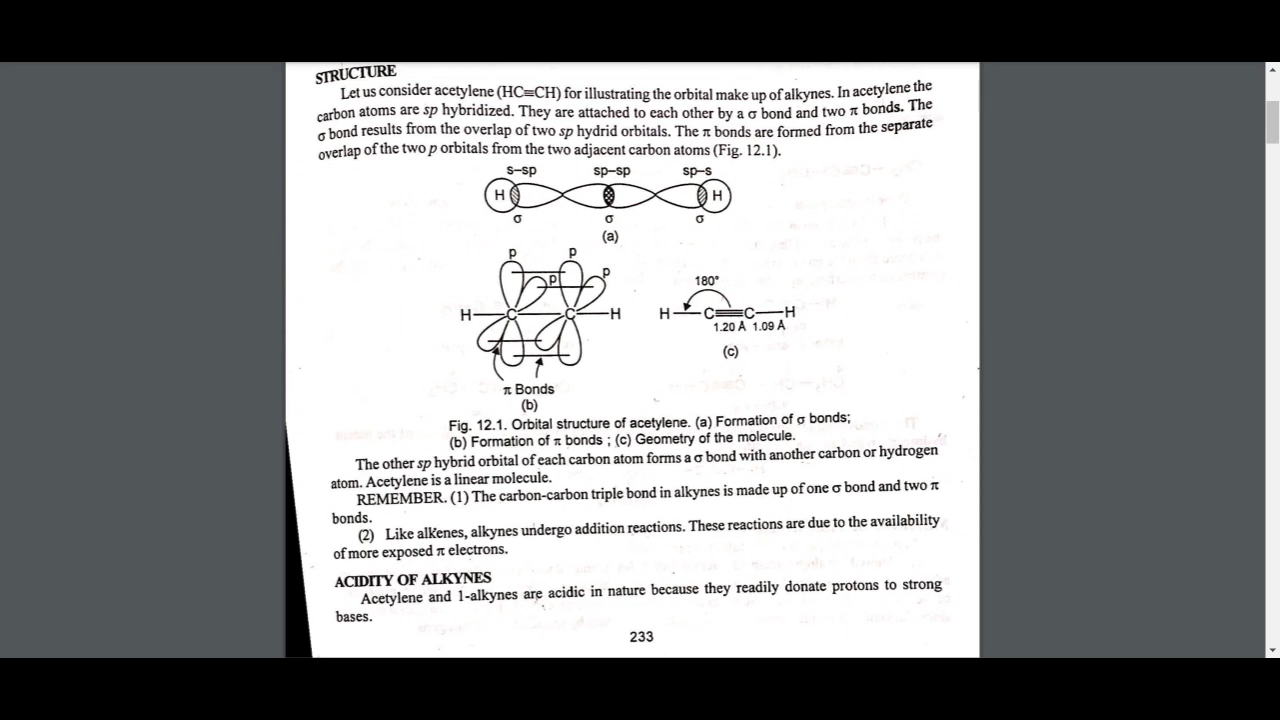 STRUCTURE
Let us consider acetylene (HC≡CH) for illustrating the orbital make up of alkynes. In acetylene the
carbon atoms are sp hybridized. They are attached to each other by a σ bond and two π bonds. The
σ bond results from the overlap of two sp hydrid orbitals. The π bonds are formed from the separate
overlap of the two p orbitals from the two adjacent carbon atoms (Fig. 12.1).
s–sp sp–sp sp–s
H H
σ σ σ
(a)
p p
p p
180°
H C C H H C≡C H
1.20 Å 1.09 Å
(c)
π Bonds
(b)
Fig. 12.1. Orbital structure of acetylene. (a) Formation of σ bonds;
(b) Formation of π bonds ; (c) Geometry of the molecule.
The other sp hybrid orbital of each carbon atom forms a σ bond with another carbon or hydrogen
atom. Acetylene is a linear molecule.
REMEMBER. (1) The carbon-carbon triple bond in alkynes is made up of one σ bond and two π
bonds.
(2) Like alkenes, alkynes undergo addition reactions. These reactions are due to the availability
of more exposed π electrons.
ACIDITY OF ALKYNES
Acetylene and 1-alkynes are acidic in nature because they readily donate protons to strong
bases.
233